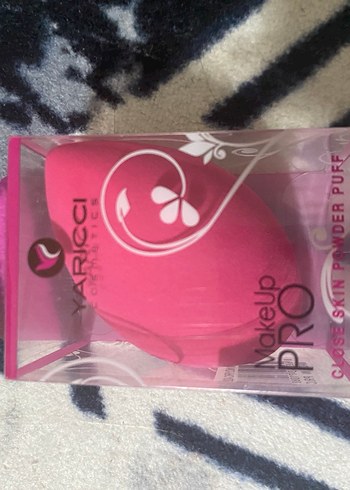 YARICCI
COSMETICS
MakeUp
PRO
CLOSE SKIN POWDER PUFF